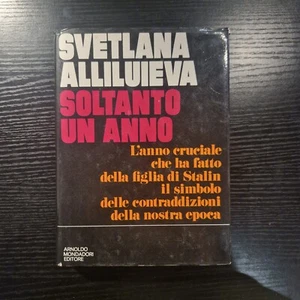 SVETLANA
ALLILUIEVA
SOLTANTO
UN ANNO
L'anno cruciale
che ha fatto
della figlia di Stalin
il simbolo
delle contraddizioni
della nostra epoca
ARNOLDO
MONDADORI
EDITORE